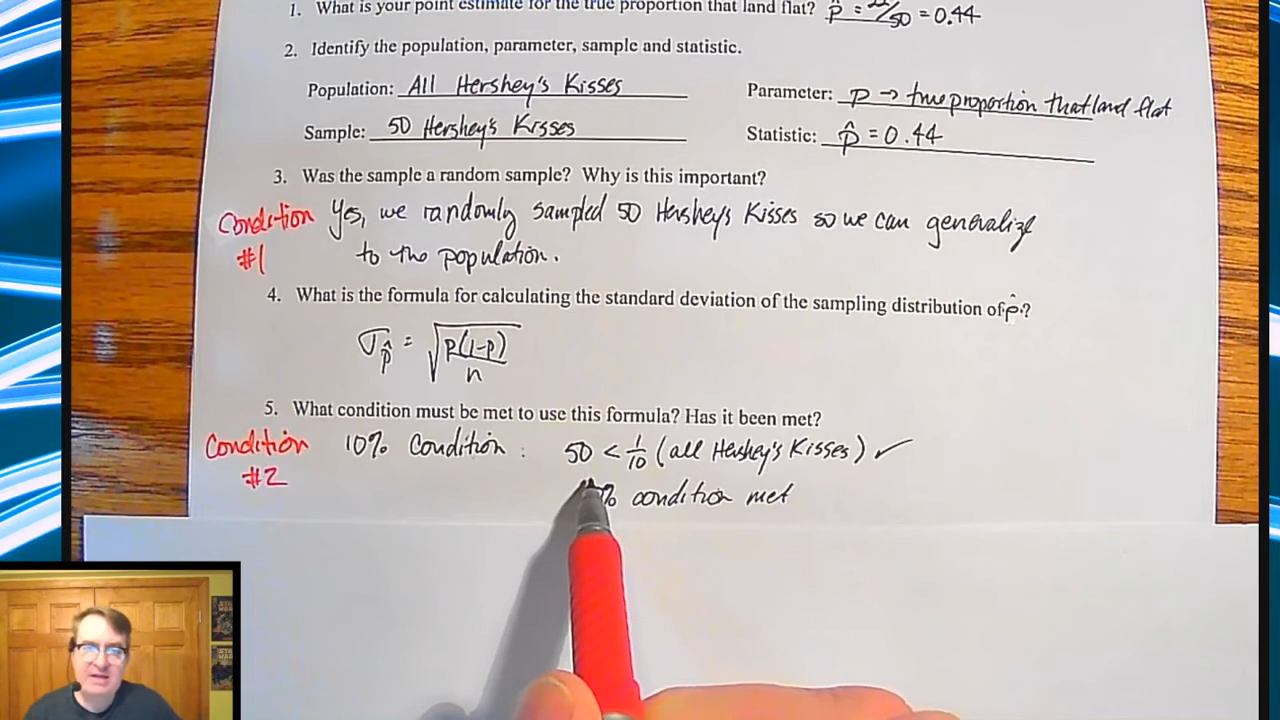 1. What is your point estimate for the true proportion that land flat? p̂ = 22/50 = 0.44
2. Identify the population, parameter, sample and statistic.
Population: All Hershey's Kisses Parameter: p → true proportion that land flat
Sample: 50 Hershey's Kisses Statistic: p̂ = 0.44
3. Was the sample a random sample? Why is this important?
Condition #1 Yes, we randomly sampled 50 Hershey's Kisses so we can generalize
to the population.
4. What is the formula for calculating the standard deviation of the sampling distribution of p̂?
σp̂ = √(p(1-p)/n)
5. What condition must be met to use this formula? Has it been met?
Condition #2 10% Condition: 50 < 1/10 (all Hershey's Kisses) ✓
% condition met
STAR
WARS